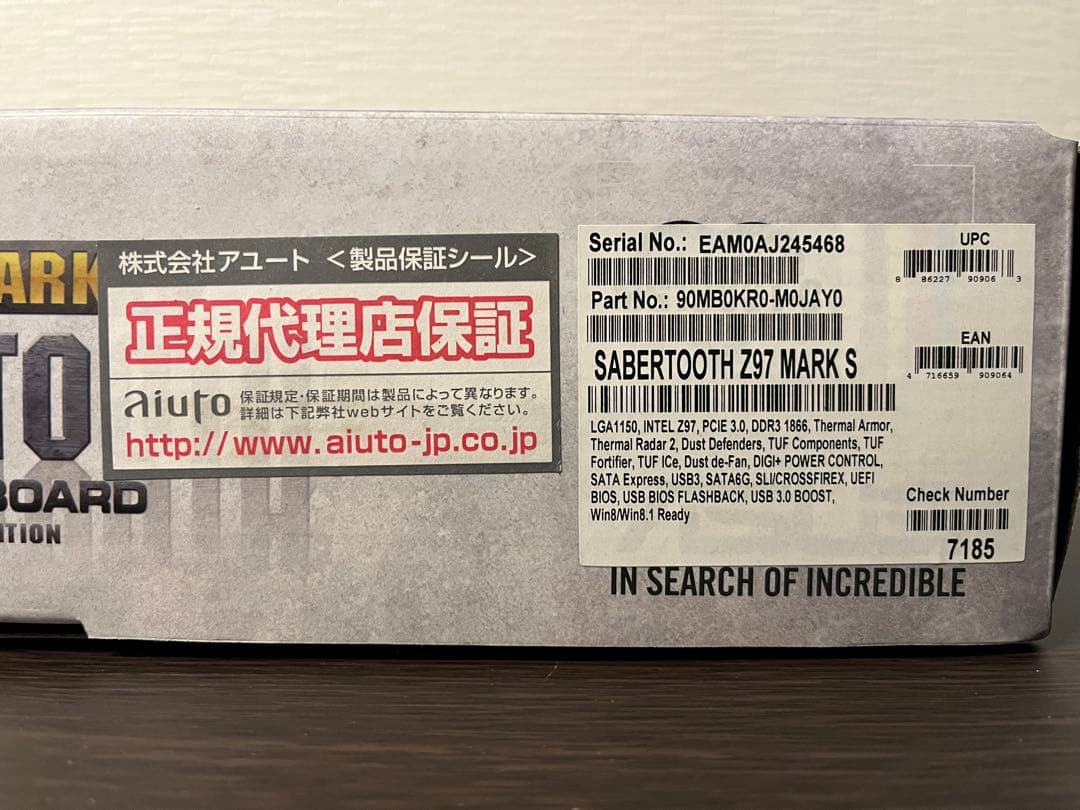 ARK
TO
BOARD
ITION
株式会社アユート <製品保証シール>
正規代理店保証
aiuto 保証規定・保証期間は製品によって異なります。
詳細は下記弊社webサイトをご覧ください。
http://www.aiuto-jp.co.jp
Serial No.: EAM0AJ245468
Part No.: 90MB0KR0-M0JAY0
SABERTOOTH Z97 MARK S
LGA1150, INTEL Z97, PCIE 3.0, DDR3 1866, Thermal Armor,
Thermal Radar 2, Dust Defenders, TUF Components, TUF
Fortifier, TUF ICe, Dust de-Fan, DIGI+ POWER CONTROL,
SATA Express, USB3, SATA6G, SLI/CROSSFIREX, UEFI
BIOS, USB BIOS FLASHBACK, USB 3.0 BOOST,
Win8/Win8.1 Ready
UPC
8 86227 90906 3
EAN
4 716659 909064
Check Number
7185
IN SEARCH OF INCREDIBLE